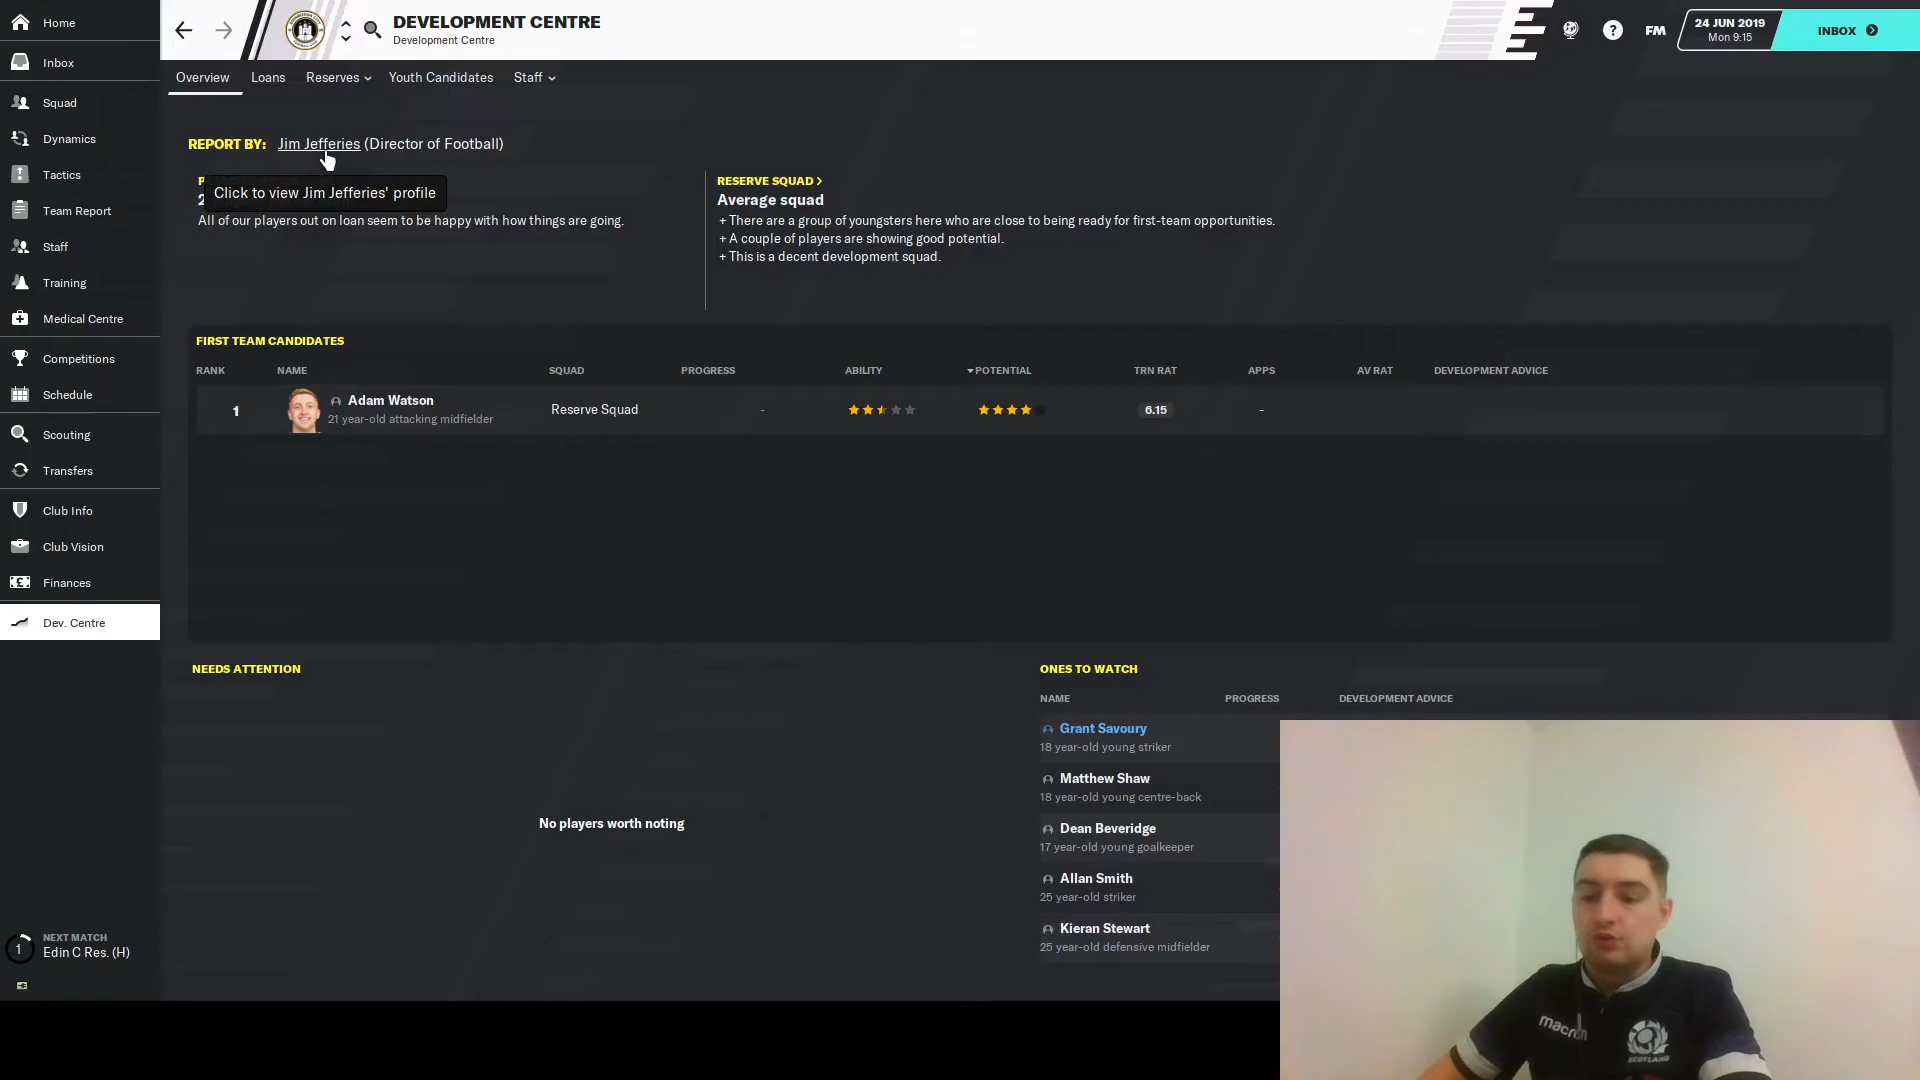 Home
Inbox
Squad
Dynamics
Tactics
Team Report
Staff
Training
Medical Centre
Competitions
Schedule
Scouting
Transfers
Club Info
Club Vision
Finances
Dev. Centre
1
NEXT MATCH
Edin C Res. (H)
DEVELOPMENT CENTRE
Development Centre
?
FM
24 JUN 2019
Mon 9:15
INBOX
Overview Loans Reserves Youth Candidates Staff
REPORT BY: Jim Jefferies (Director of Football)
Click to view Jim Jefferies' profile
All of our players out on loan seem to be happy with how things are going.
RESERVE SQUAD >
Average squad
+ There are a group of youngsters here who are close to being ready for first-team opportunities.
+ A couple of players are showing good potential.
+ This is a decent development squad.
FIRST TEAM CANDIDATES
RANK NAME SQUAD PROGRESS ABILITY POTENTIAL TRN RAT APPS AV RAT DEVELOPMENT ADVICE
1 Adam Watson Reserve Squad - 6.15 -
21 year-old attacking midfielder
NEEDS ATTENTION
No players worth noting
ONES TO WATCH
NAME PROGRESS DEVELOPMENT ADVICE
Grant Savoury
18 year-old young striker
Matthew Shaw
18 year-old young centre-back
Dean Beveridge
17 year-old young goalkeeper
Allan Smith
25 year-old striker
Kieran Stewart
25 year-old defensive midfielder
macron
SCOTLAND